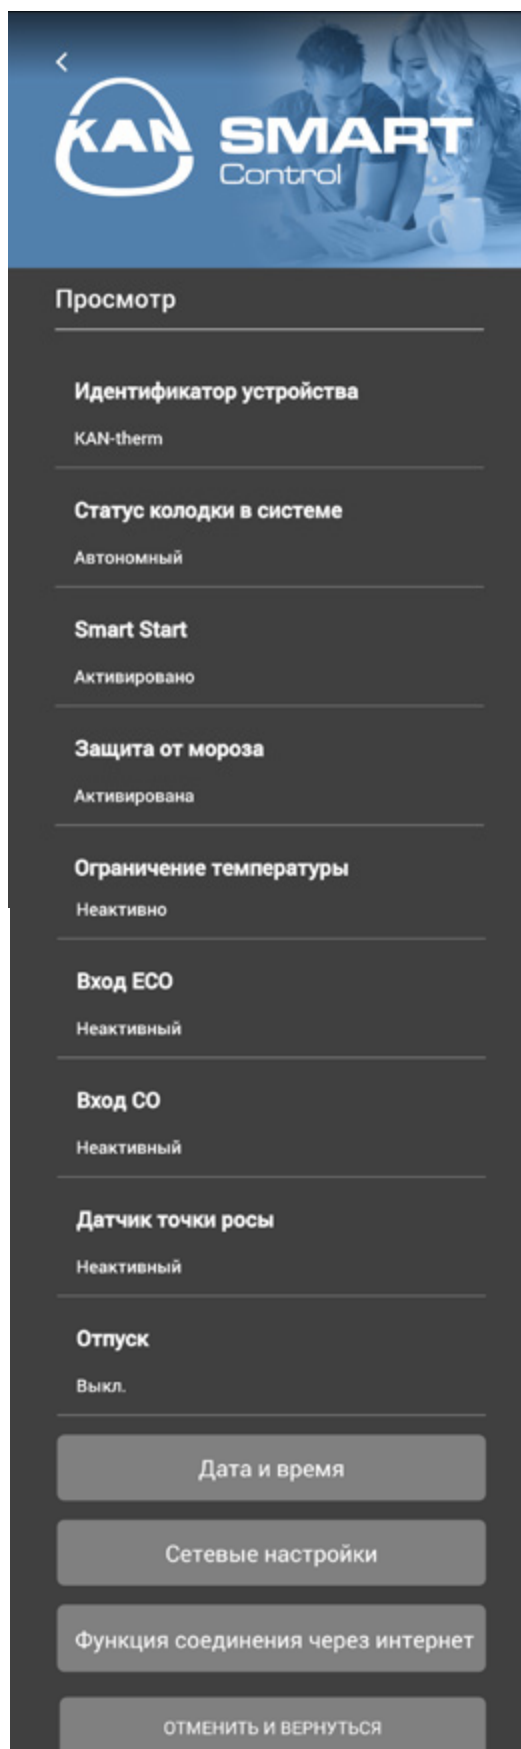 KAN SMART
Control
Просмотр
Идентификатор устройства
KAN-therm
Статус колодки в системе
Автономный
Smart Start
Активировано
Защита от мороза
Активирована
Ограничение температуры
Неактивно
Вход ECO
Неактивный
Вход CO
Неактивный
Датчик точки росы
Неактивный
Отпуск
Выкл.
Дата и время
Сетевые настройки
Функция соединения через интернет
ОТМЕНИТЬ И ВЕРНУТЬСЯ